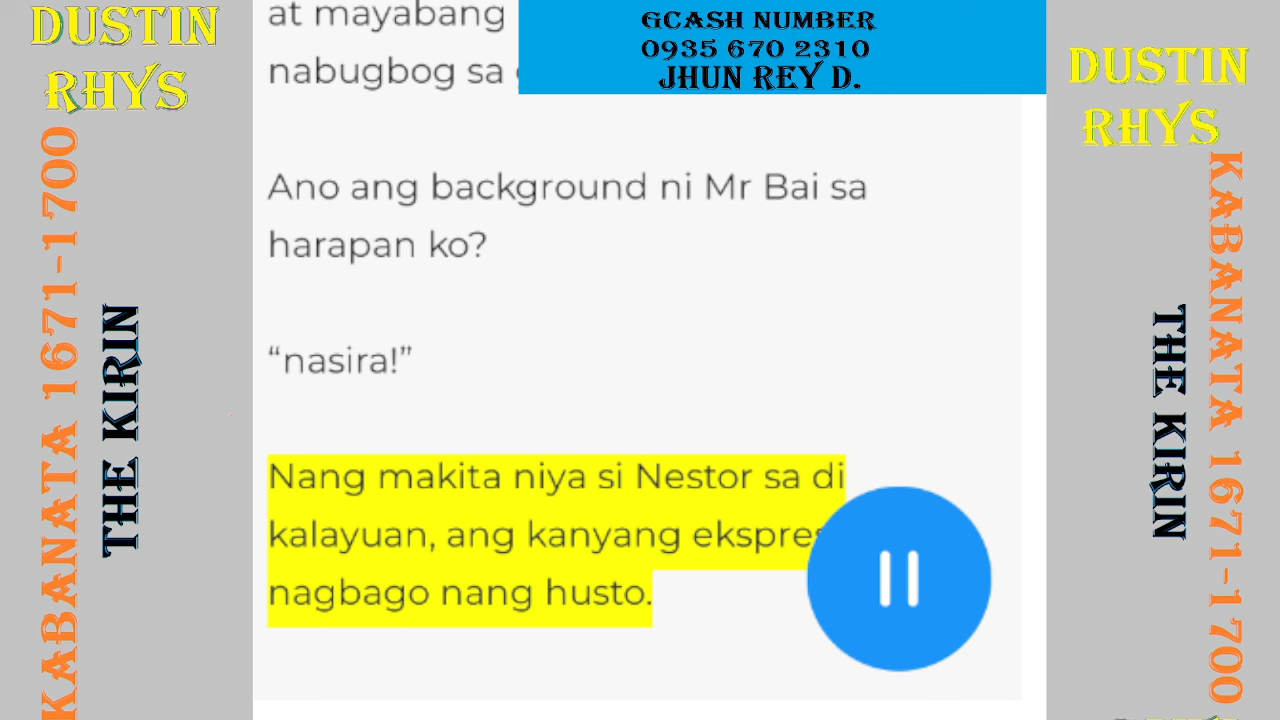 DUSTIN
RHYS
KABANATA 1671-1700
THE KIRIN
at mayabang
nabugbog sa
GCASH NUMBER
0935 670 2310
JHUN REY D.
Ano ang background ni Mr Bai sa
harapan ko?
“nasira!”
Nang makita niya si Nestor sa di
kalayuan, ang kanyang
nagbago nang husto.
DUSTIN
RHYS
KABANATA 1671-1700
THE KIRIN